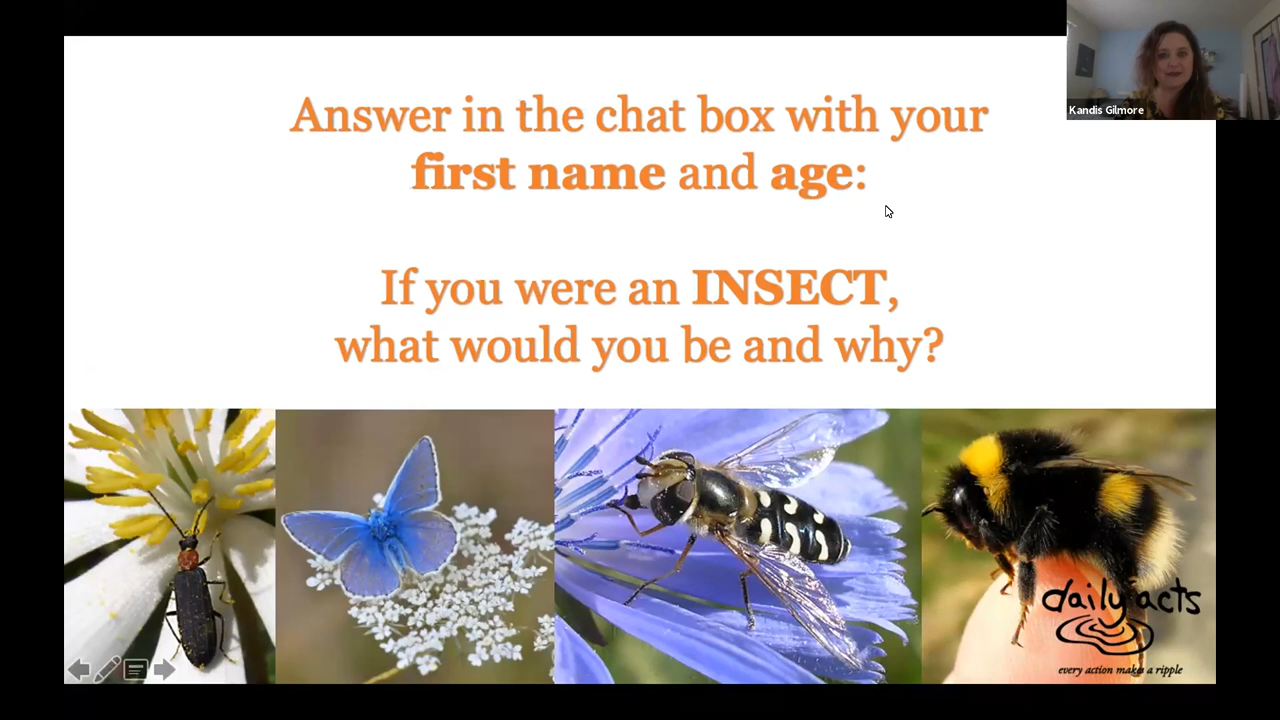 Kandis Gilmore
Answer in the chat box with your
first name and age:
If you were an INSECT,
what would you be and why?
daily acts
every action makes a ripple